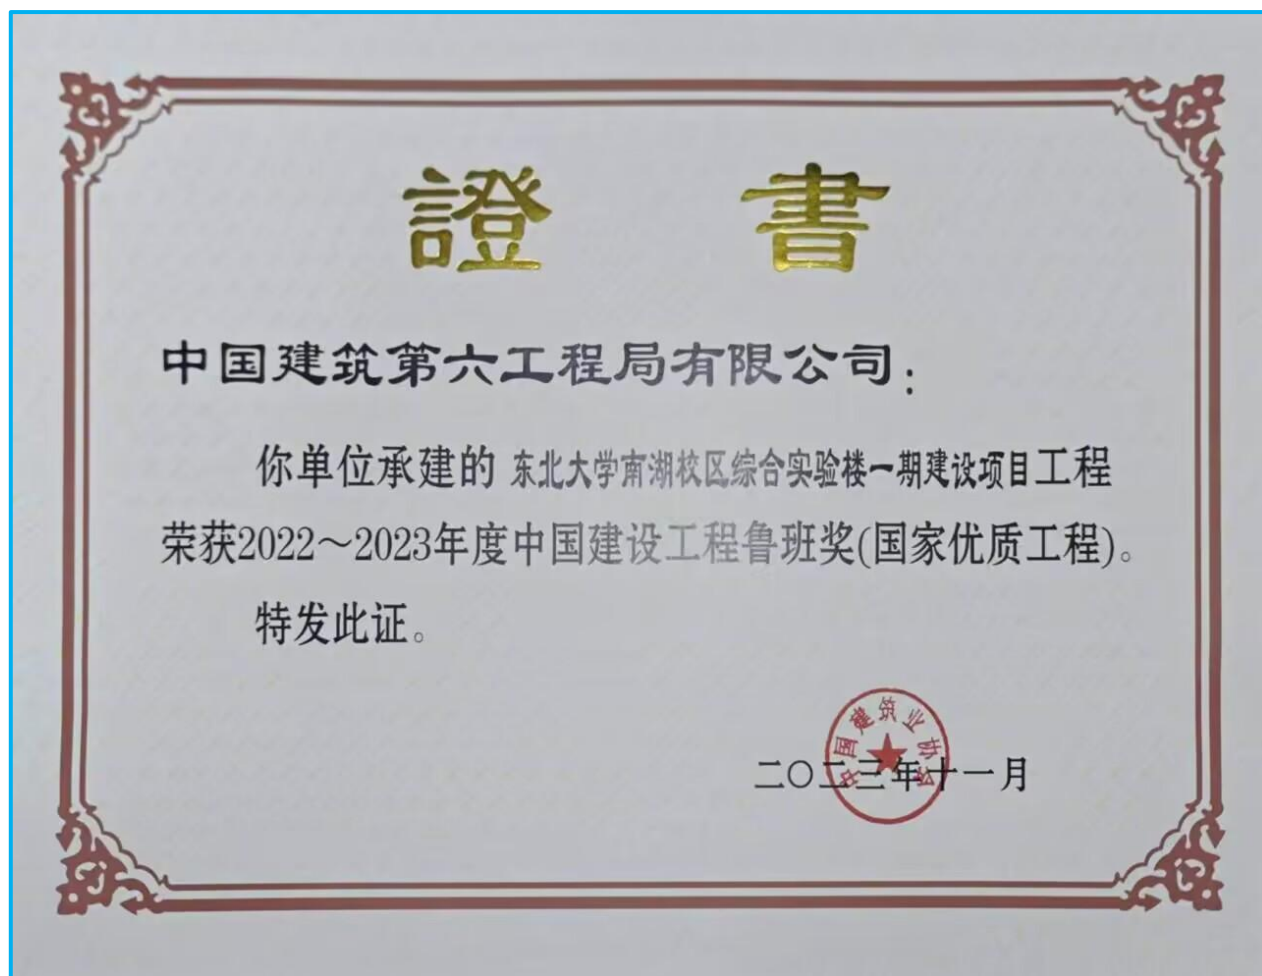 證 書
中国建筑第六工程局有限公司：
你单位承建的 东北大学南湖校区综合实验楼一期建设项目工程
荣获2022～2023年度中国建设工程鲁班奖(国家优质工程)。
特发此证。
中国建筑业协会
二〇二三年十一月